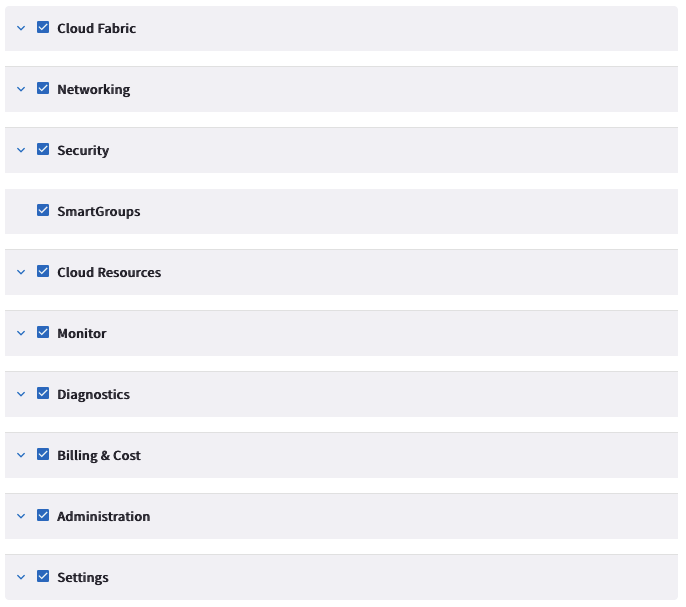 Cloud Fabric
Networking
Security
SmartGroups
Cloud Resources
Monitor
Diagnostics
Billing & Cost
Administration
Settings